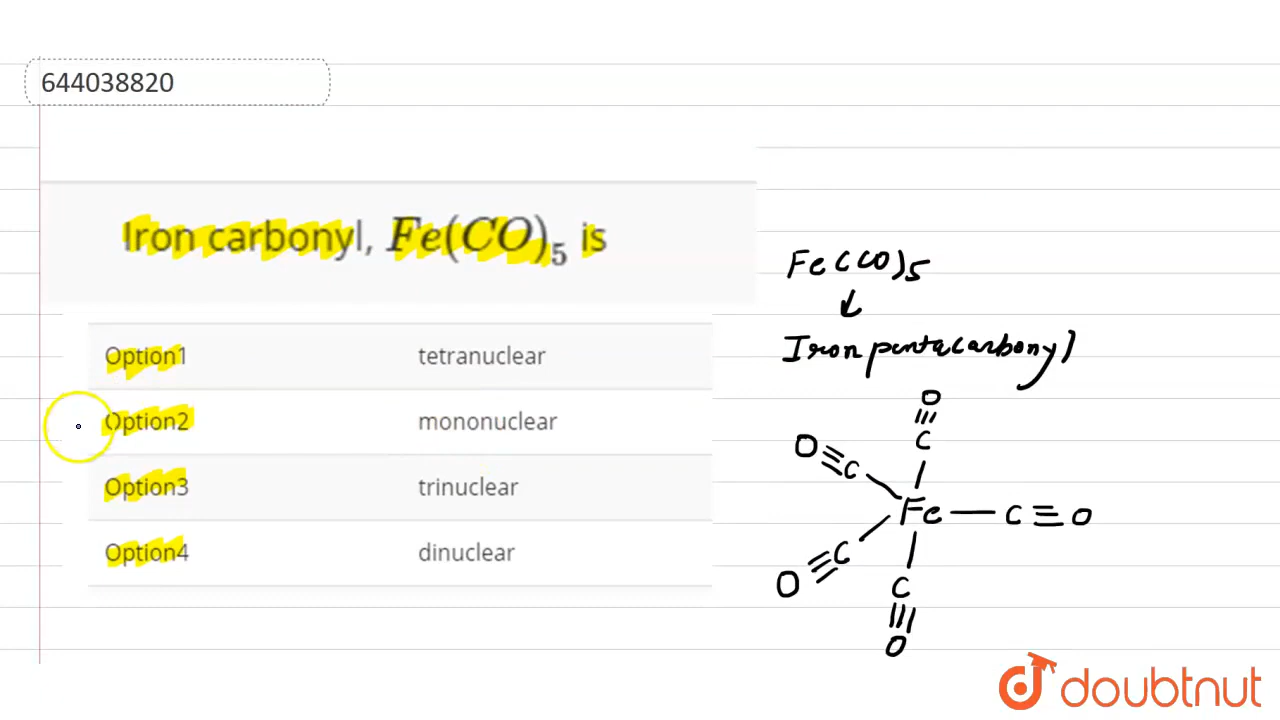 644038820
Iron carbonyl, Fe(CO)₅ is
Option1 tetranuclear
Option2 mononuclear
Option3 trinuclear
Option4 dinuclear
Fe(CO)5
↓
Iron pentacarbonyl
O
≡
C
O≡C
Fe — C≡O
O≡C
C
≡
O
doubtnut